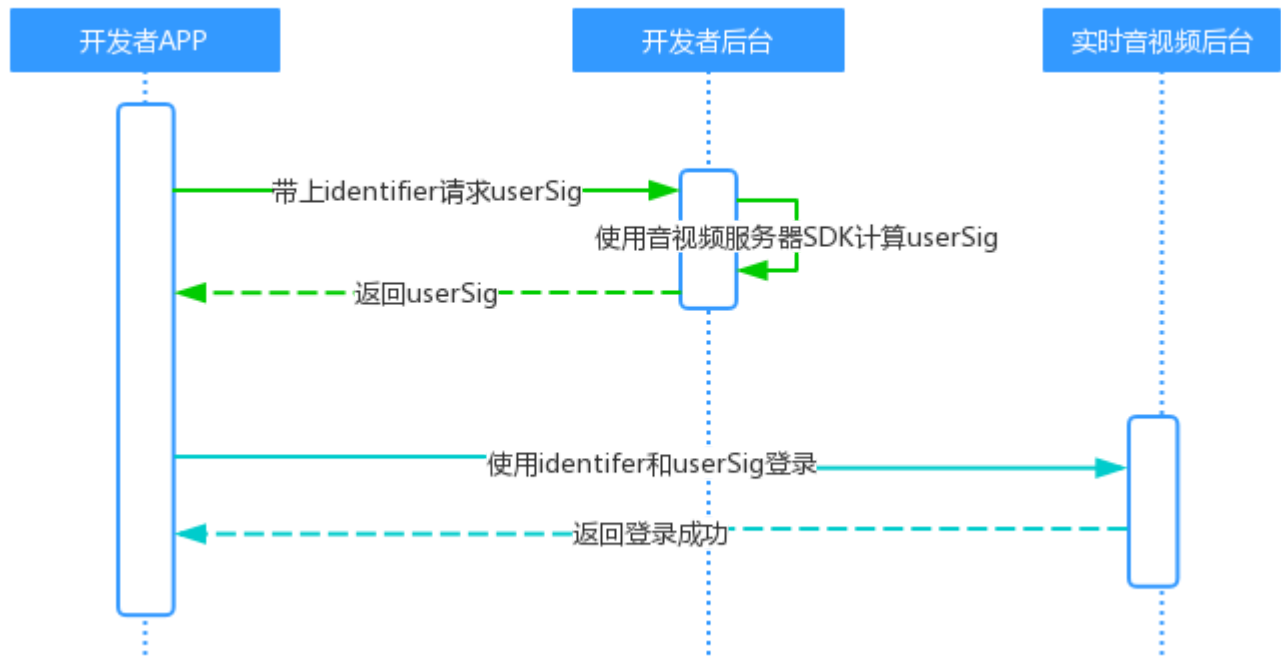 开发者APP
开发者后台
实时音视频后台
带上identifier请求userSig
使用音视频服务器SDK计算userSig
返回userSig
使用identifer和userSig登录
返回登录成功